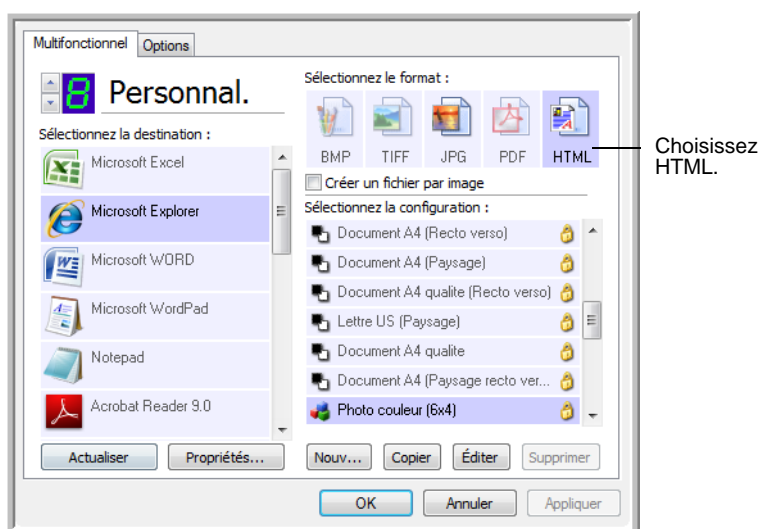 Multifonctionnel
Options
8
Personnal.
Sélectionnez la destination :
Microsoft Excel
Microsoft Explorer
Microsoft WORD
Microsoft WordPad
Notepad
Acrobat Reader 9.0
Actualiser
Propriétés...
Sélectionnez le format :
BMP
TIFF
JPG
PDF
HTML
Créer un fichier par image
Sélectionnez la configuration :
Document A4 (Recto verso)
Document A4 (Paysage)
Document A4 qualite (Recto verso)
Lettre US (Paysage)
Document A4 qualite
Document A4 (Paysage recto ver...
Photo couleur (6x4)
Nouv...
Copier
Éditer
Supprimer
OK
Annuler
Appliquer
Choisissez
HTML.